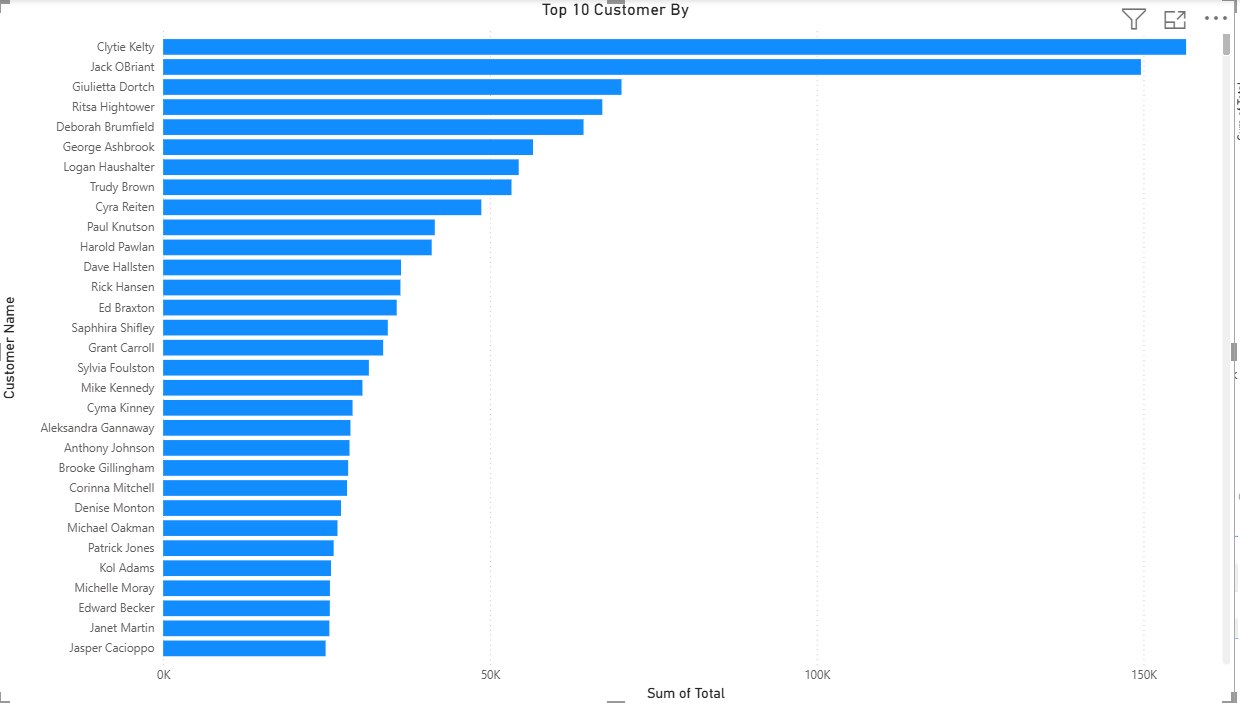 Top 10 Customer By
Clytie Kelty
Jack OBriant
Giulietta Dortch
Ritsa Hightower
Deborah Brumfield
George Ashbrook
Logan Haushalter
Trudy Brown
Cyra Reiten
Paul Knutson
Harold Pawlan
Dave Hallsten
Rick Hansen
Ed Braxton
Saphhira Shifley
Grant Carroll
Sylvia Foulston
Mike Kennedy
Cyma Kinney
Aleksandra Gannaway
Anthony Johnson
Brooke Gillingham
Corinna Mitchell
Denise Monton
Michael Oakman
Patrick Jones
Kol Adams
Michelle Moray
Edward Becker
Janet Martin
Jasper Cacioppo
Customer Name
0K 50K 100K 150K
Sum of Total